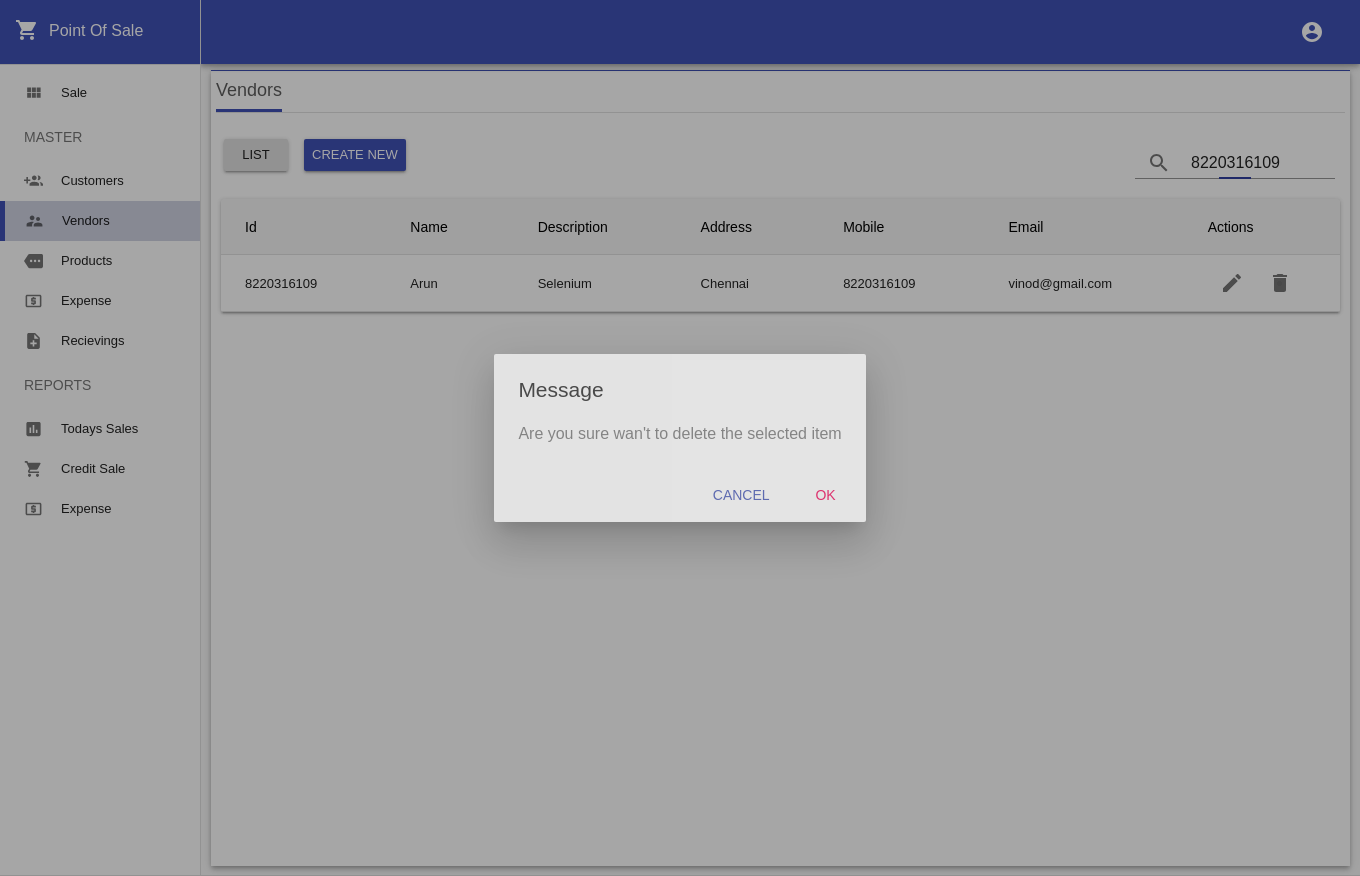 Point Of Sale
Sale
MASTER
Customers
Vendors
Products
Expense
Recievings
REPORTS
Todays Sales
Credit Sale
Expense
Vendors
LIST CREATE NEW
8220316109
Id Name Description Address Mobile Email Actions
8220316109 Arun Selenium Chennai 8220316109 vinod@gmail.com
Message
Are you sure wan't to delete the selected item
CANCEL OK